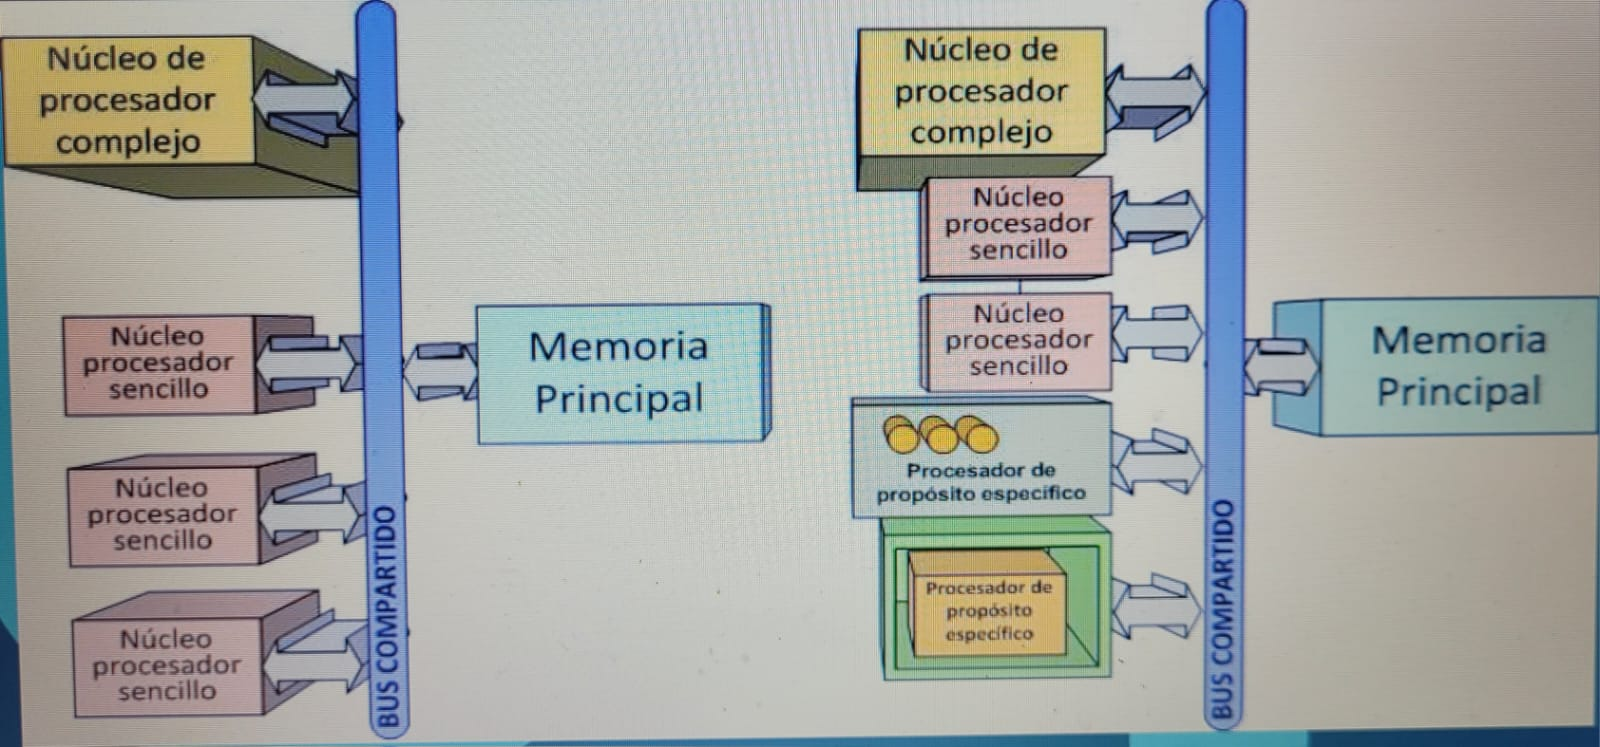 Núcleo de
procesador
complejo
Núcleo
procesador
sencillo
Núcleo
procesador
sencillo
Núcleo
procesador
sencillo
BUS COMPARTIDO
Memoria
Principal
Núcleo de
procesador
complejo
Núcleo
procesador
sencillo
Núcleo
procesador
sencillo
Procesador de
propósito específico
Procesador de
propósito
específico
BUS COMPARTIDO
Memoria
Principal